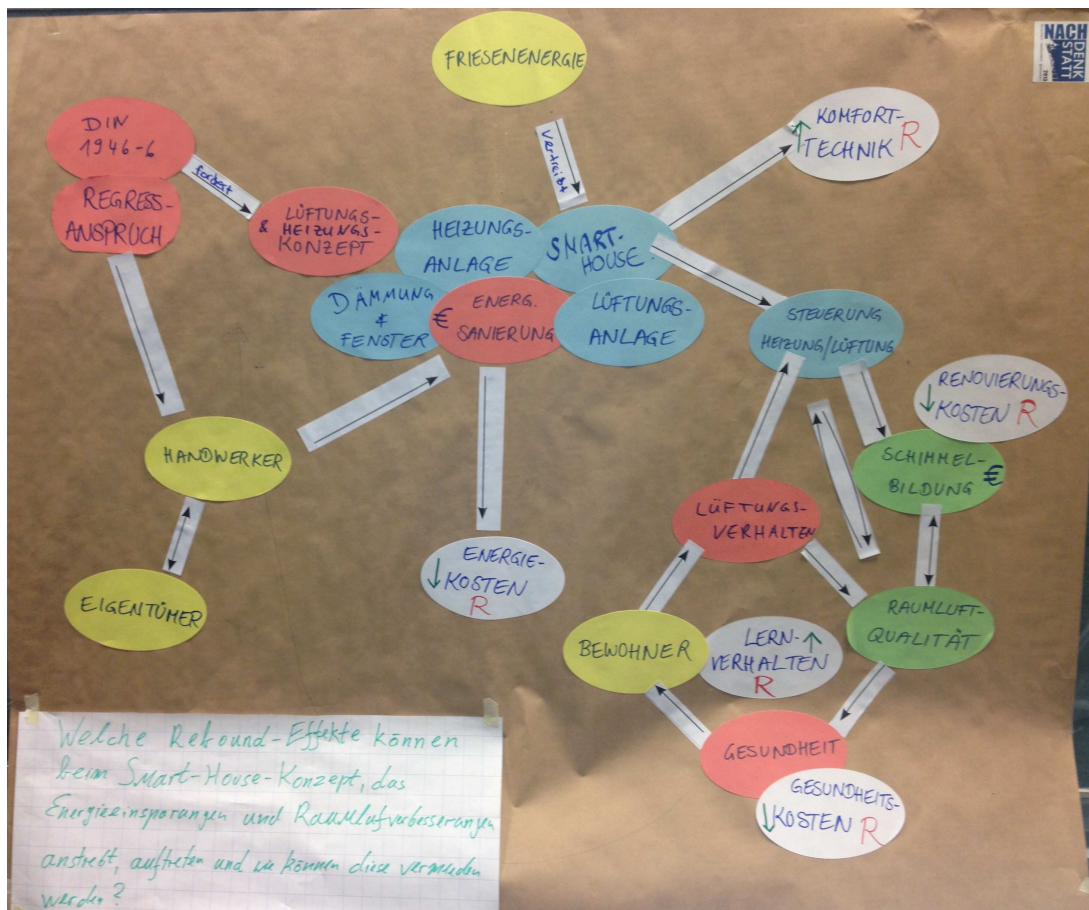 FRIESENENERGIE
NACH
DENK
STATT
DIN
1946-6
fordert
REGRESS-
ANSPRUCH
LÜFTUNGS-
& HEIZUNGS-
KONZEPT
HEIZUNGS-
ANLAGE
vertreibt
SMART-
HOUSE
↑ KOMFORT-
TECHNIK R
DÄMMUNG
&
FENSTER
€ ENERG.
SANIERUNG
LÜFTUNGS-
ANLAGE
STEUERUNG
HEIZUNG/LÜFTUNG
↓ RENOVIERUNGS-
KOSTEN R
HANDWERKER
SCHIMMEL-
BILDUNG €
LÜFTUNGS-
VERHALTEN
↓ ENERGIE-
KOSTEN
R
EIGENTÜMER
RAUMLUFT-
QUALITÄT
BEWOHNER
LERN- ↑
VERHALTEN
R
GESUNDHEIT
GESUNDHEITS-
↓ KOSTEN R
Welche Rebound-Effekte können
beim Smart-House-Konzept, das
Energieeinsparungen und Raumluftverbesserungen
anstrebt, auftreten und wie können diese vermieden
werden?